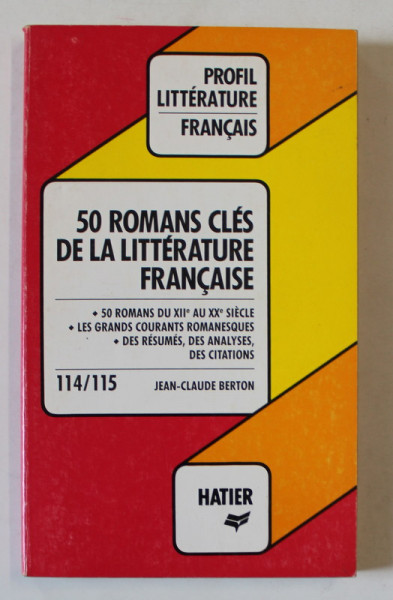 PROFIL
LITTÉRATURE
FRANÇAIS
50 ROMANS CLÉS
DE LA LITTÉRATURE
FRANÇAISE
◆ 50 ROMANS DU XIIe AU XXe SIÈCLE
◆ LES GRANDS COURANTS ROMANESQUES
◆ DES RÉSUMÉS, DES ANALYSES,
DES CITATIONS
114/115 JEAN-CLAUDE BERTON
HATIER